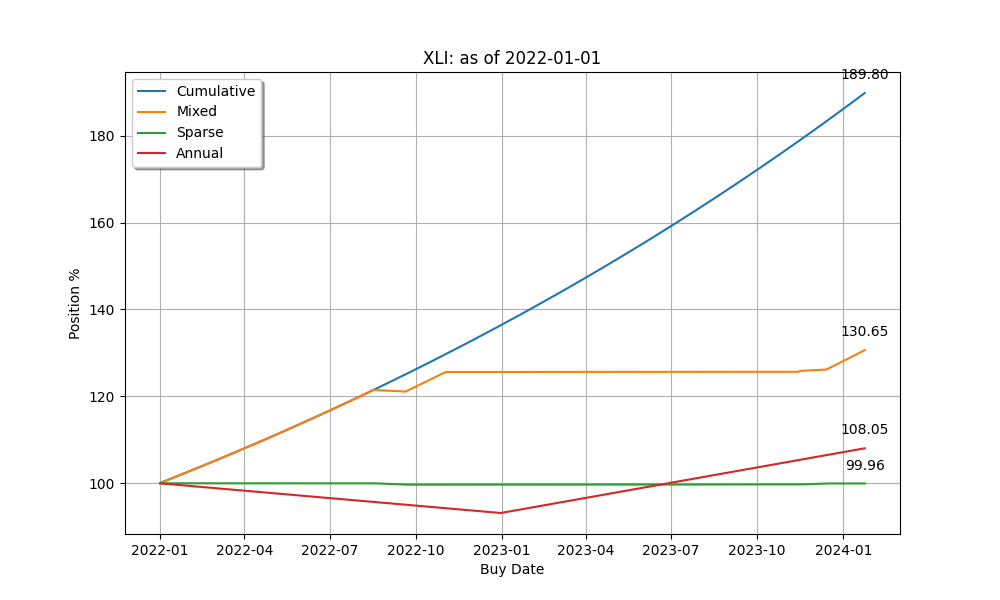 XLI: as of 2022-01-01
189.80
Cumulative
Mixed
Sparse
Annual
180
160
140
120
100
Position %
130.65
108.05
99.96
2022-01 2022-04 2022-07 2022-10 2023-01 2023-04 2023-07 2023-10 2024-01
Buy Date